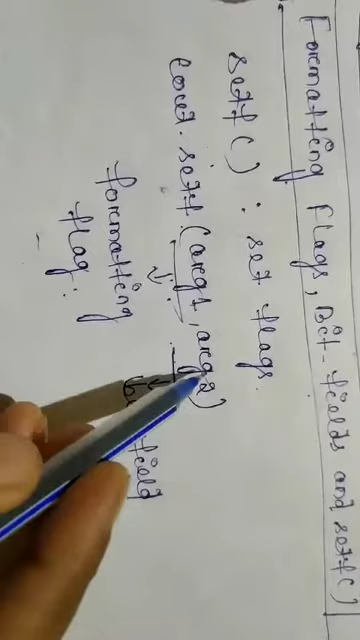 Formatting Flags, Bit-fields and setf()
setf() : set flags.
cout.setf(arg1, arg2)
formatting flag: field